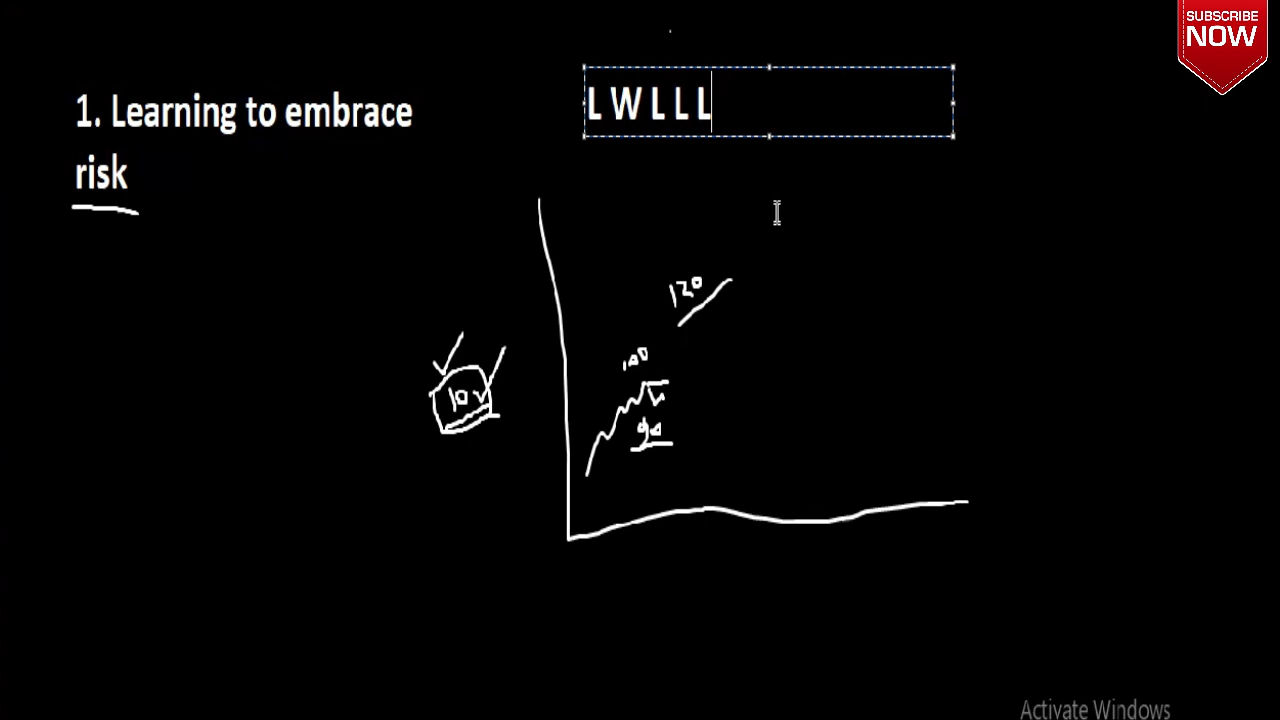 SUBSCRIBE
NOW
1. Learning to embrace
risk
L W L L L
120
100
10
90
Activate Windows